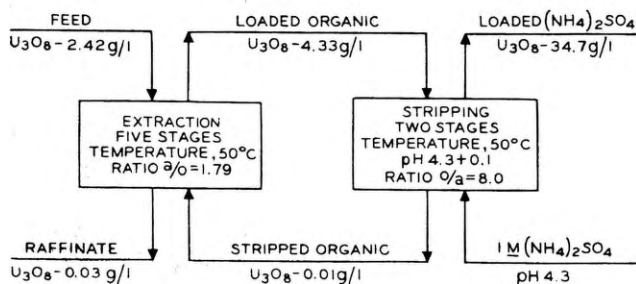 FEED
U3O8-2.42g/l
LOADED ORGANIC
U3O8-4.33g/l
LOADED(NH4)2SO4
U3O8-34.7g/l
EXTRACTION
FIVE STAGES
TEMPERATURE, 50°C
RATIO a/o=1.79
STRIPPING
TWO STAGES
TEMPERATURE, 50°C
pH 4.3+0.1
RATIO o/a=8.0
RAFFINATE
U3O8-0.03 g/l
STRIPPED ORGANIC
U3O8-0.01g/l
1 M (NH4)2SO4
pH 4.3